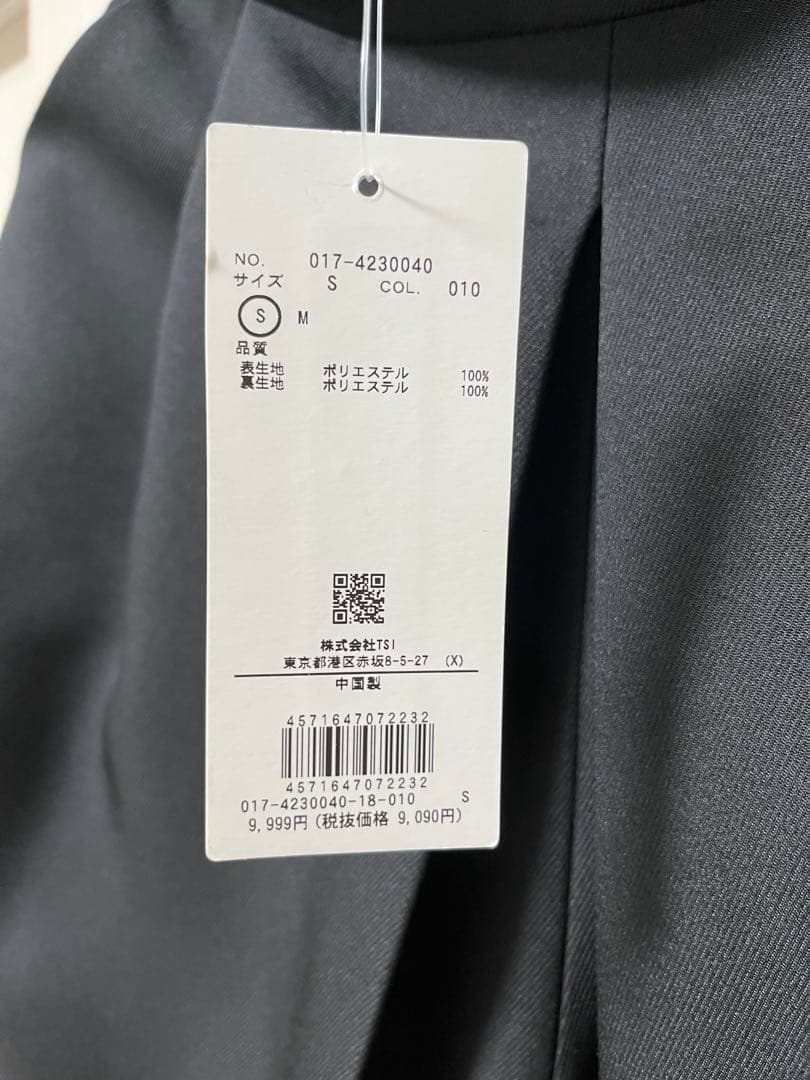 NO. 017-4230040
サイズ S COL. 010
S M
品質
表生地 ポリエステル 100%
裏生地 ポリエステル 100%
株式会社TSI
東京都港区赤坂8-5-27 (X)
中国製
4571647072232
4571647072232
017-4230040-18-010 S
9,999円(税抜価格 9,090円)